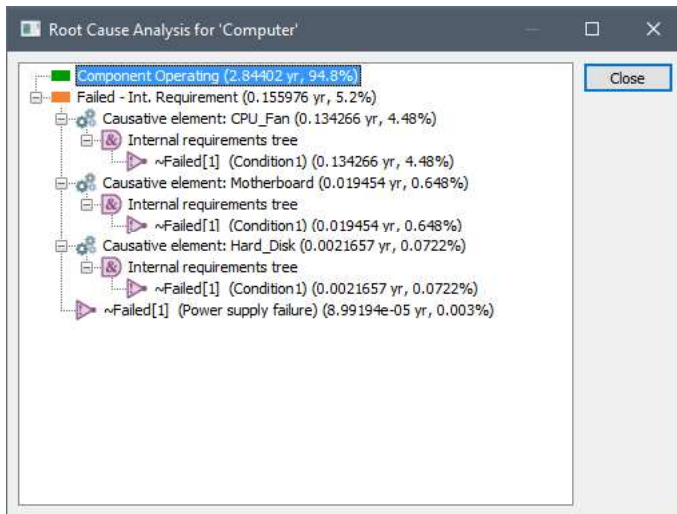 Root Cause Analysis for 'Computer'
Component Operating (2.84402 yr, 94.8%)
Close
Failed - Int. Requirement (0.155976 yr, 5.2%)
Causative element: CPU_Fan (0.134266 yr, 4.48%)
& Internal requirements tree
~Failed[1] (Condition1) (0.134266 yr, 4.48%)
Causative element: Motherboard (0.019454 yr, 0.648%)
& Internal requirements tree
~Failed[1] (Condition1) (0.019454 yr, 0.648%)
Causative element: Hard_Disk (0.0021657 yr, 0.0722%)
& Internal requirements tree
~Failed[1] (Condition1) (0.0021657 yr, 0.0722%)
~Failed[1] (Power supply failure) (8.99194e-05 yr, 0.003%)